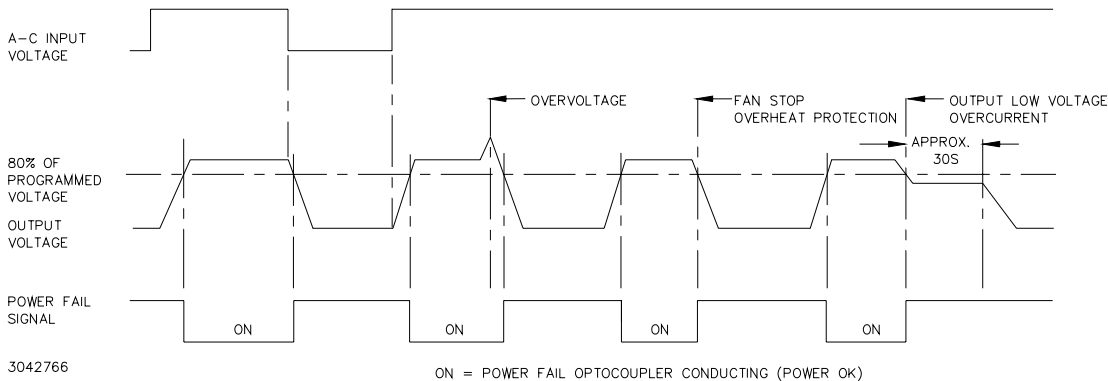 A-C INPUT
VOLTAGE
OVERVOLTAGE
FAN STOP
OVERHEAT PROTECTION
OUTPUT LOW VOLTAGE
OVERCURRENT
APPROX.
30S
80% OF
PROGRAMMED
VOLTAGE
OUTPUT
VOLTAGE
POWER FAIL
SIGNAL
ON
ON
ON
ON
3042766
ON = POWER FAIL OPTOCOUPLER CONDUCTING (POWER OK)